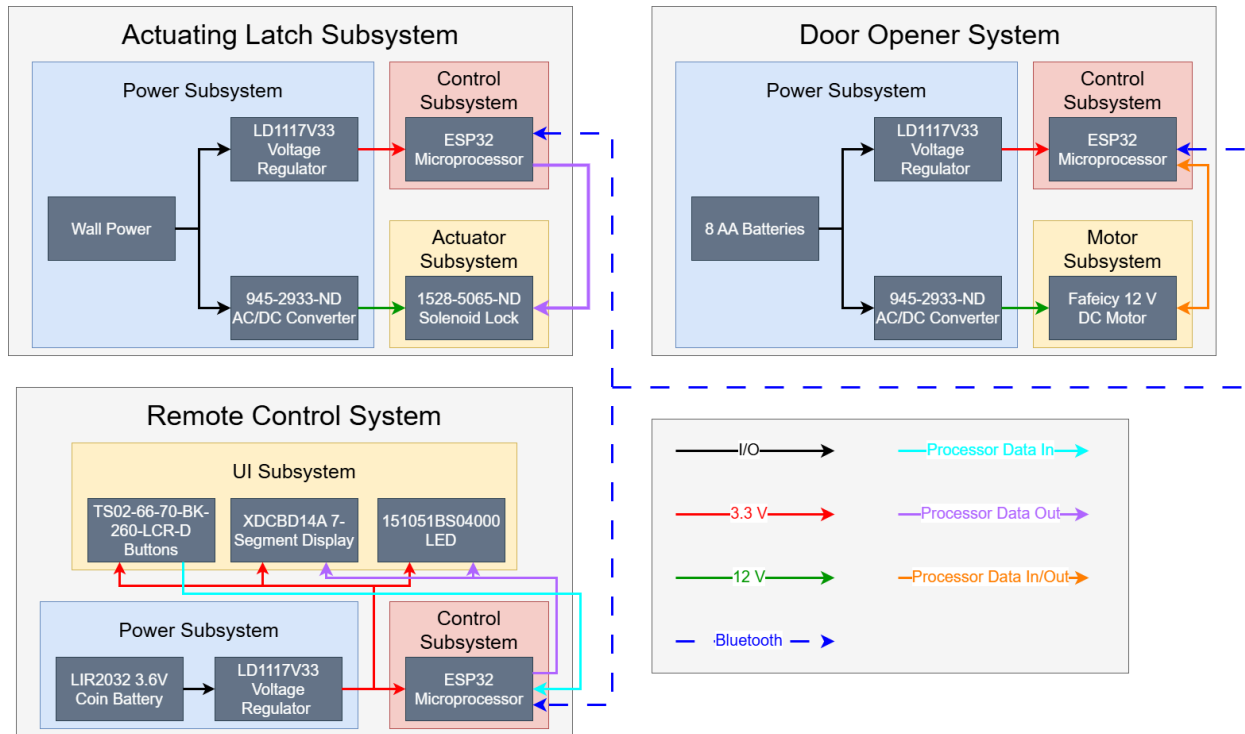 Actuating Latch Subsystem
Power Subsystem
LD1117V33
Voltage
Regulator
Wall Power
945-2933-ND
AC/DC Converter
Control
Subsystem
ESP32
Microprocessor
Actuator
Subsystem
1528-5065-ND
Solenoid Lock
Door Opener System
Power Subsystem
LD1117V33
Voltage
Regulator
8 AA Batteries
945-2933-ND
AC/DC Converter
Control
Subsystem
ESP32
Microprocessor
Motor
Subsystem
Fafeicy 12 V
DC Motor
Remote Control System
UI Subsystem
TS02-66-70-BK-
260-LCR-D
Buttons
XDCBD14A 7-
Segment Display
151051BS04000
LED
Power Subsystem
LIR2032 3.6V
Coin Battery
LD1117V33
Voltage
Regulator
Control
Subsystem
ESP32
Microprocessor
I/O
Processor Data In
3.3 V
Processor Data Out
12 V
Processor Data In/Out
Bluetooth